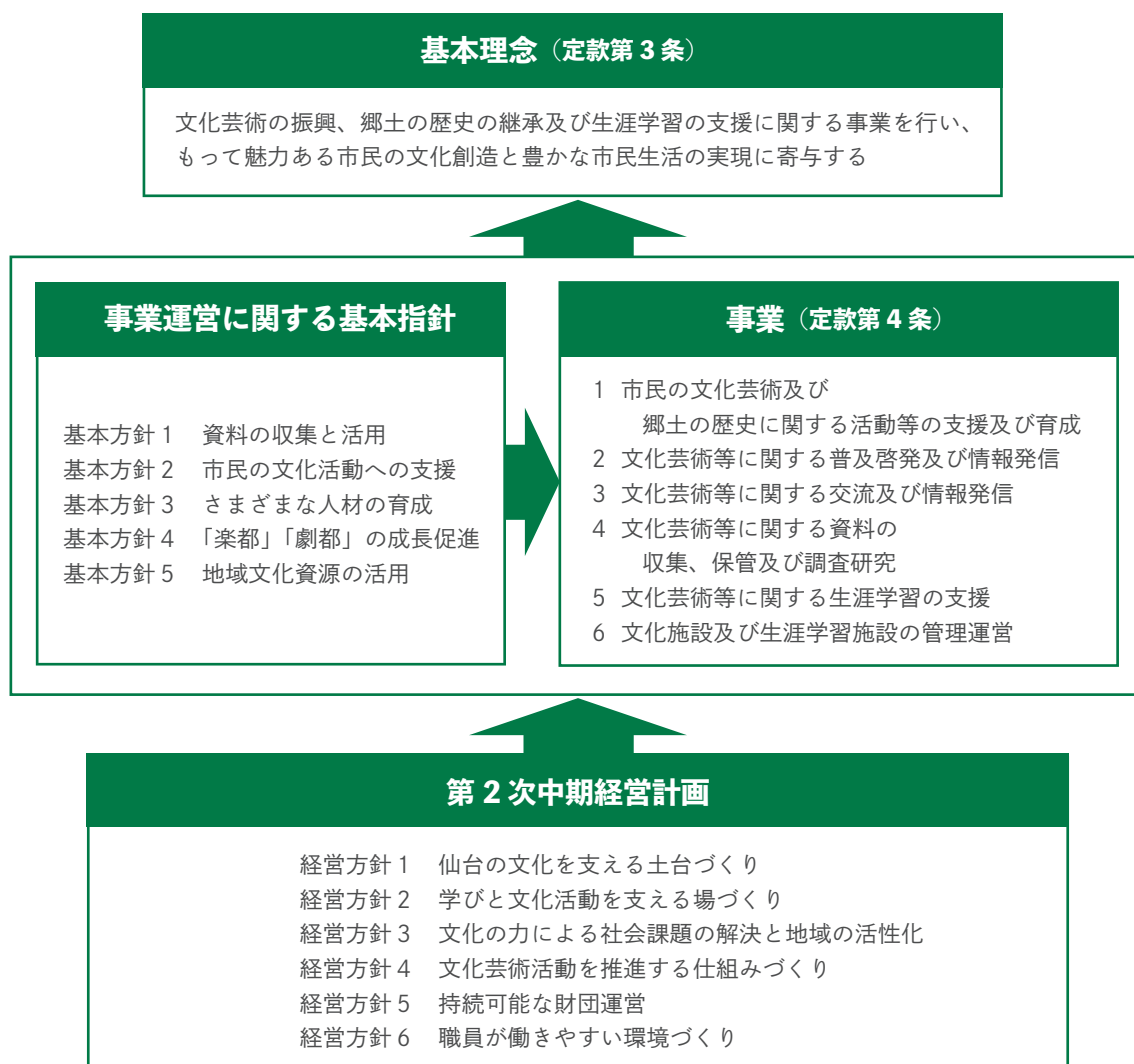 基本理念（定款第3条）
文化芸術の振興、郷土の歴史の継承及び生涯学習の支援に関する事業を行い、
もって魅力ある市民の文化創造と豊かな市民生活の実現に寄与する
事業運営に関する基本指針
基本方針1 資料の収集と活用
基本方針2 市民の文化活動への支援
基本方針3 さまざまな人材の育成
基本方針4 「楽都」「劇都」の成長促進
基本方針5 地域文化資源の活用
事業（定款第4条）
1 市民の文化芸術及び
郷土の歴史に関する活動等の支援及び育成
2 文化芸術等に関する普及啓発及び情報発信
3 文化芸術等に関する交流及び情報発信
4 文化芸術等に関する資料の
収集、保管及び調査研究
5 文化芸術等に関する生涯学習の支援
6 文化施設及び生涯学習施設の管理運営
第2次中期経営計画
経営方針1 仙台の文化を支える土台づくり
経営方針2 学びと文化活動を支える場づくり
経営方針3 文化の力による社会課題の解決と地域の活性化
経営方針4 文化芸術活動を推進する仕組みづくり
経営方針5 持続可能な財団運営
経営方針6 職員が働きやすい環境づくり